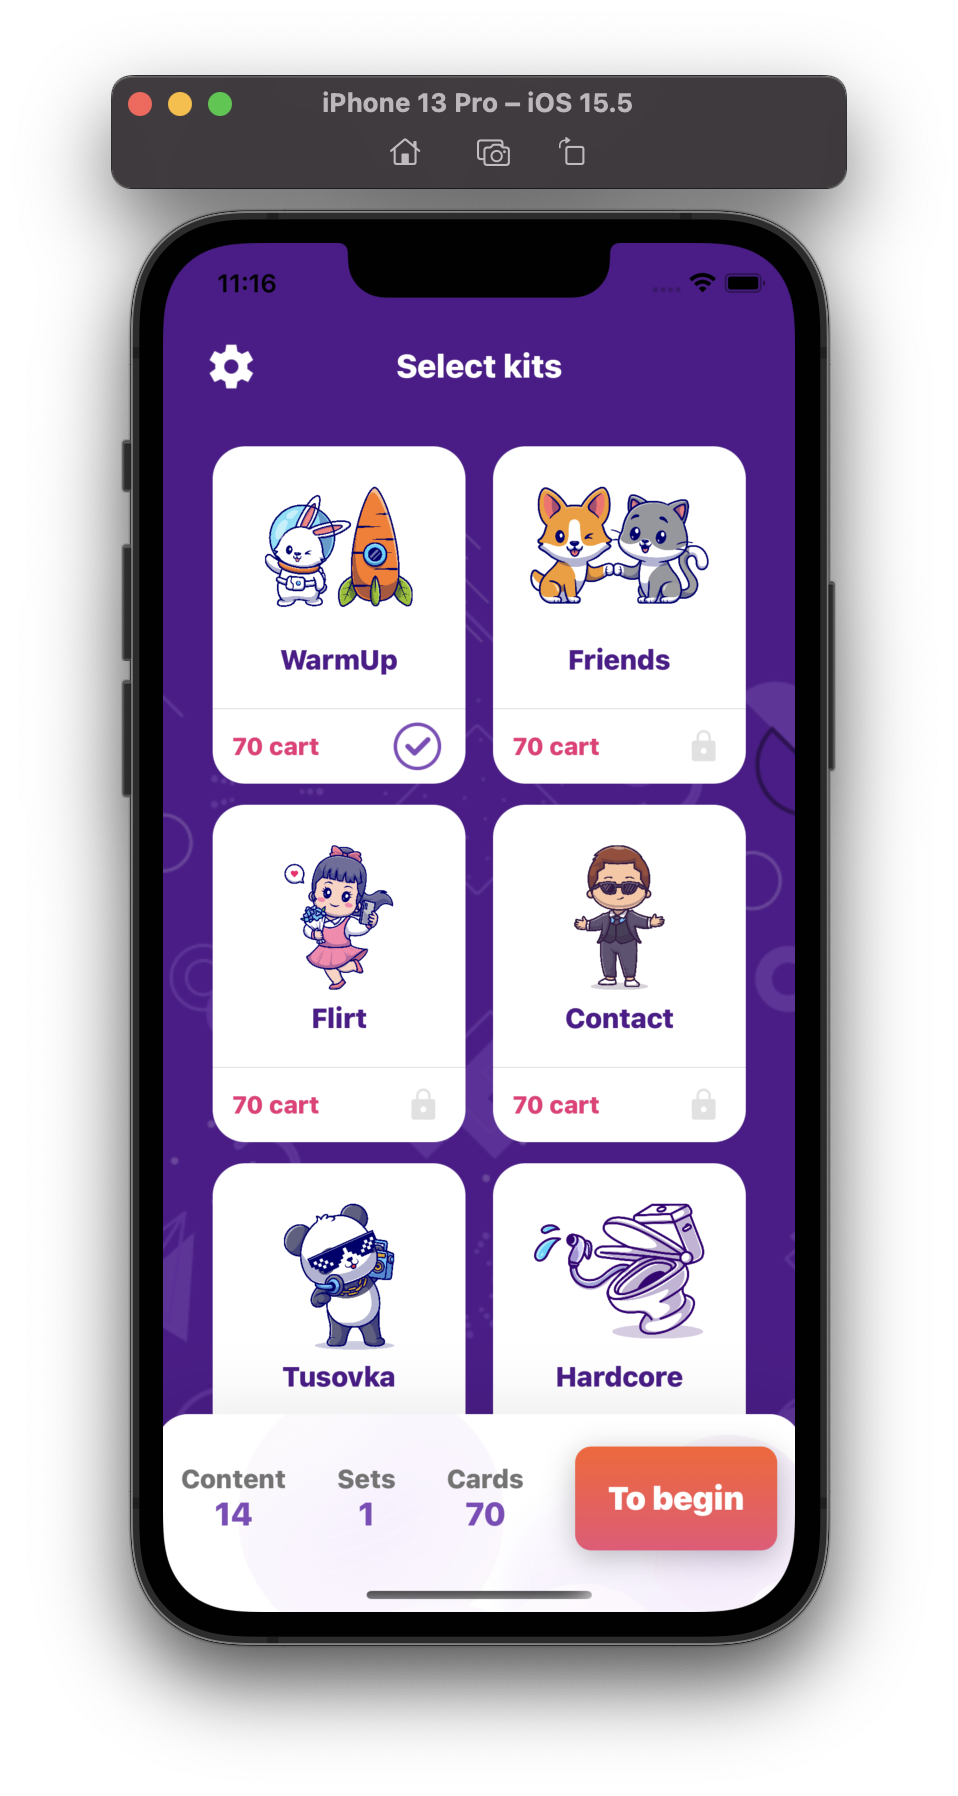 iPhone 13 Pro – iOS 15.5
11:16
Select kits
WarmUp
70 cart
Friends
70 cart
Flirt
70 cart
Contact
70 cart
Tusovka
Hardcore
Content
14
Sets
1
Cards
70
To begin